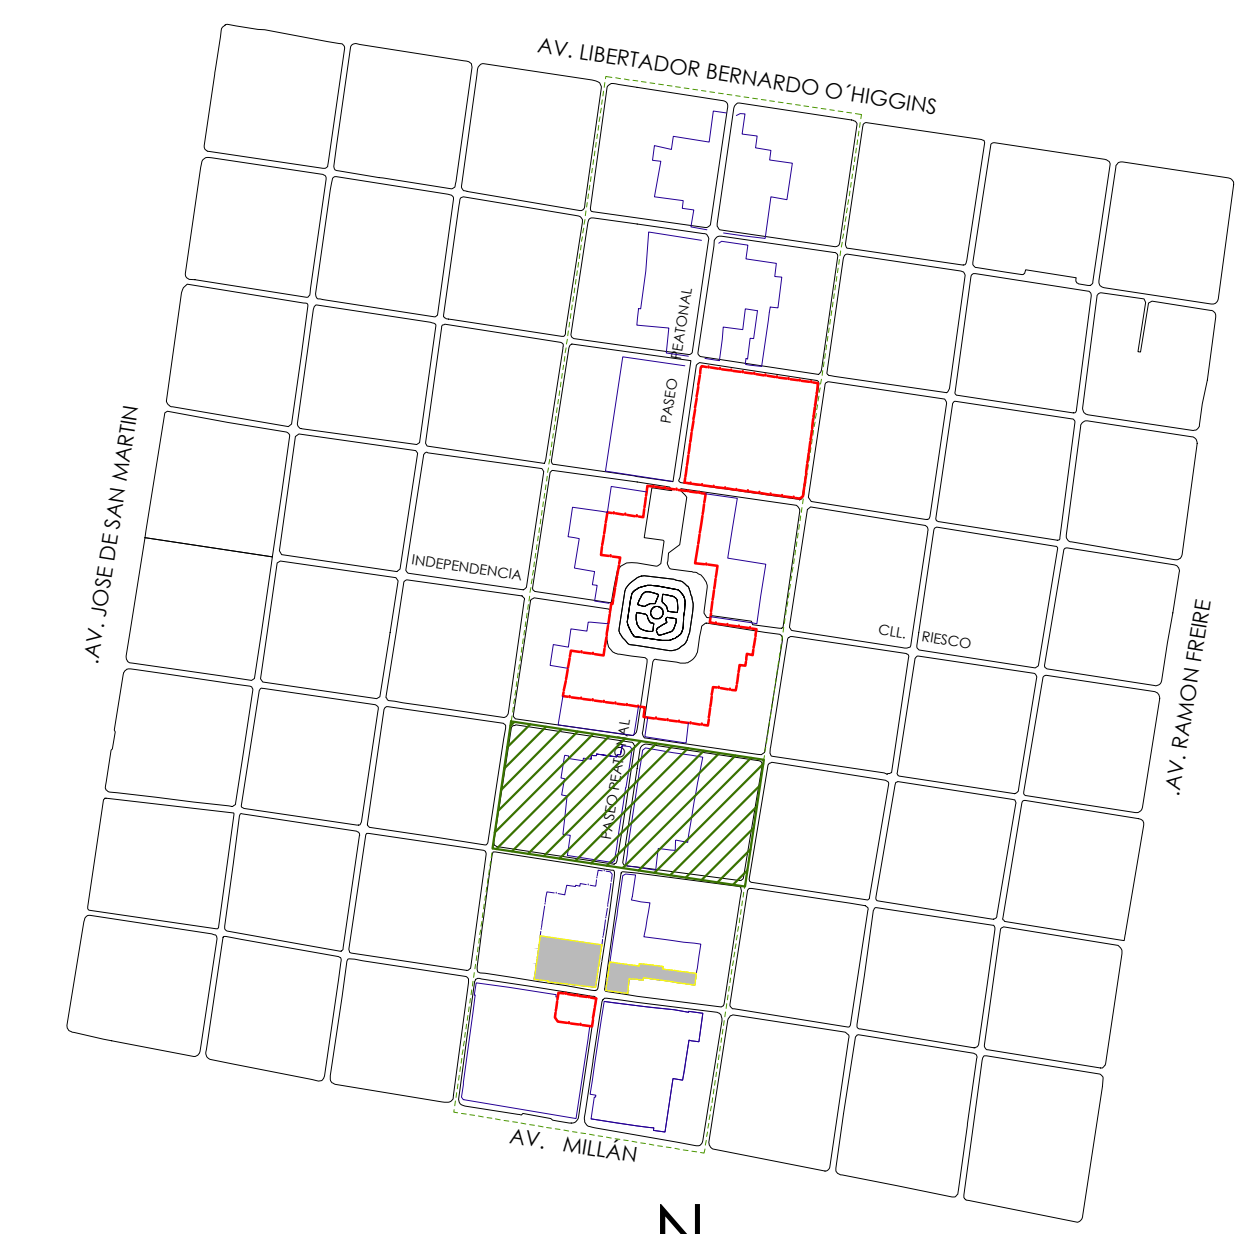 AV. LIBERTADOR BERNARDO O´HIGGINS
PEATONAL
PASEO
.AV. JOSE DE SAN MARTIN
INDEPENDENCIA
CLL. RIESCO
.AV. RAMON FREIRE
PASEO PEATONAL
AV. MILLÁN
N